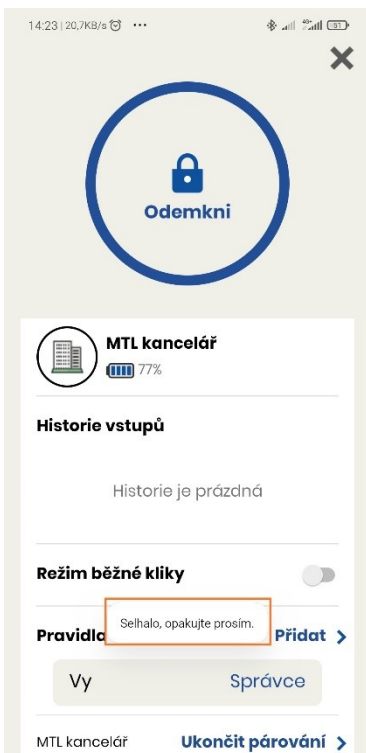 14:23 | 20,7KB/s ...
Odemkni
MTL kancelář
77%
Historie vstupů
Historie je prázdná
Režim běžné kliky
Selhalo, opakujte prosím.
Pravidla Přidat >
Vy Správce
MTL kancelář Ukončit párování >